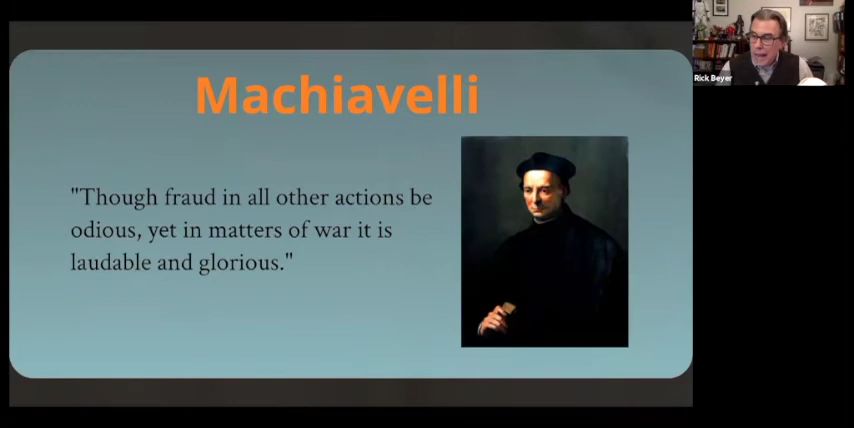 Machiavelli
"Though fraud in all other actions be
odious, yet in matters of war it is
laudable and glorious."
Rick Beyer